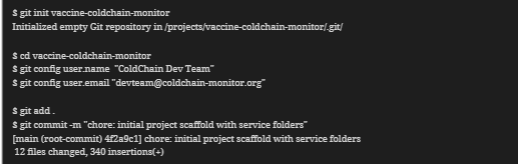 $ git init vaccine-coldchain-monitor
Initialized empty Git repository in /projects/vaccine-coldchain-monitor/.git/
$ cd vaccine-coldchain-monitor
$ git config user.name "ColdChain Dev Team"
$ git config user.email "devteam@coldchain-monitor.org"
$ git add .
$ git commit -m "chore: initial project scaffold with service folders"
[main (root-commit) 4f2a9c1] chore: initial project scaffold with service folders
12 files changed, 340 insertions(+)